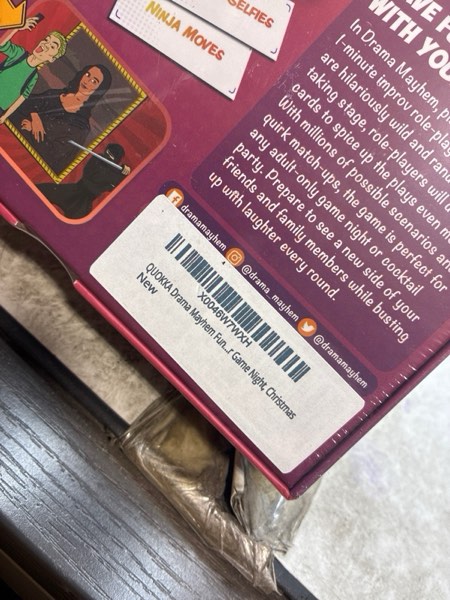 SELFIES
NINJA MOVES
WITH YOU
In Drama Mayhem, p
1-minute improv role-play
are hilariously wild and ran
taking stage, role-players will
cards to spice up the plays even m
With millions of possible scenarios an
quirk match-ups, the game is perfect for
any adult-only game night or cocktail
party. Prepare to see a new side of your
friends and family members while busting
up with laughter every round.
dramamayhem
@drama_mayhem
@dramamayhem
X0046W7WXH
QUOKKA Drama Mayhem Fun...r Game Night, Christmas
New